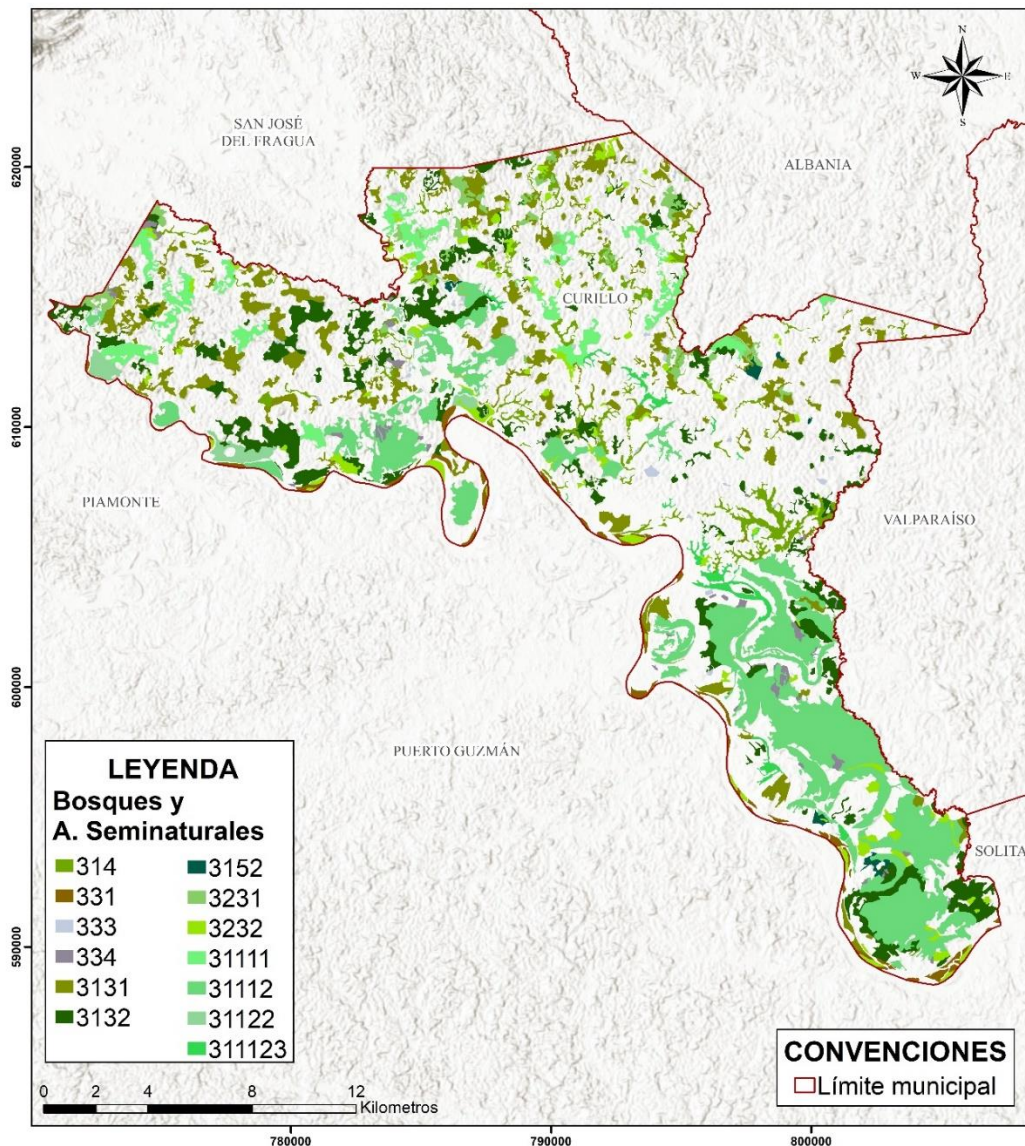 N
W
E
S
SAN JOSÉ
DEL FRAGUA
ALBANIA
620000
CURILLO
610000
PIAMONTE
VALPARAÍSO
600000
PUERTO GUZMÁN
SOLITA
590000
LEYENDA
Bosques y
A. Seminaturales
314
331
333
334
3131
3132
3152
3231
3232
31111
31112
31122
311123
CONVENCIONES
Límite municipal
0 2 4 8 12
Kilometros
780000
790000
800000